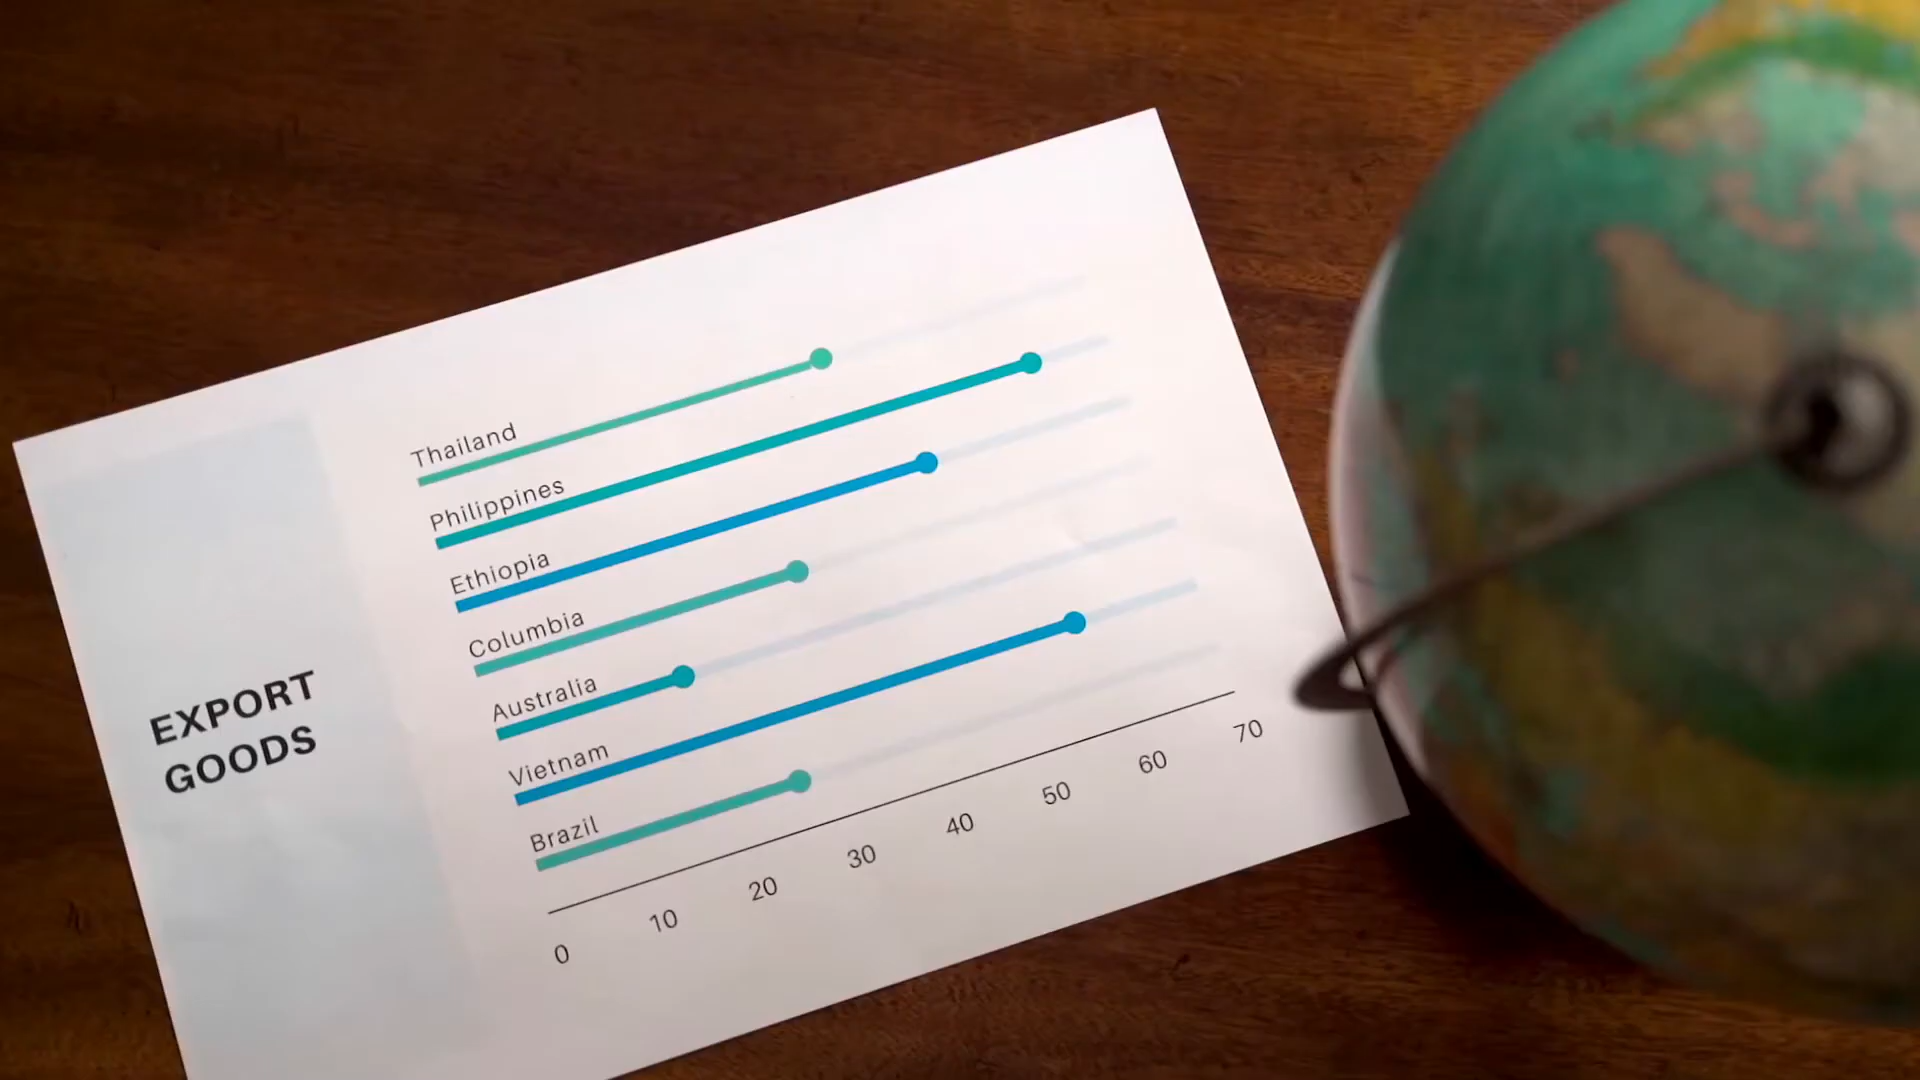 EXPORT
GOODS
Thailand
Philippines
Ethiopia
Columbia
Australia
Vietnam
Brazil
0 10 20 30 40 50 60 70